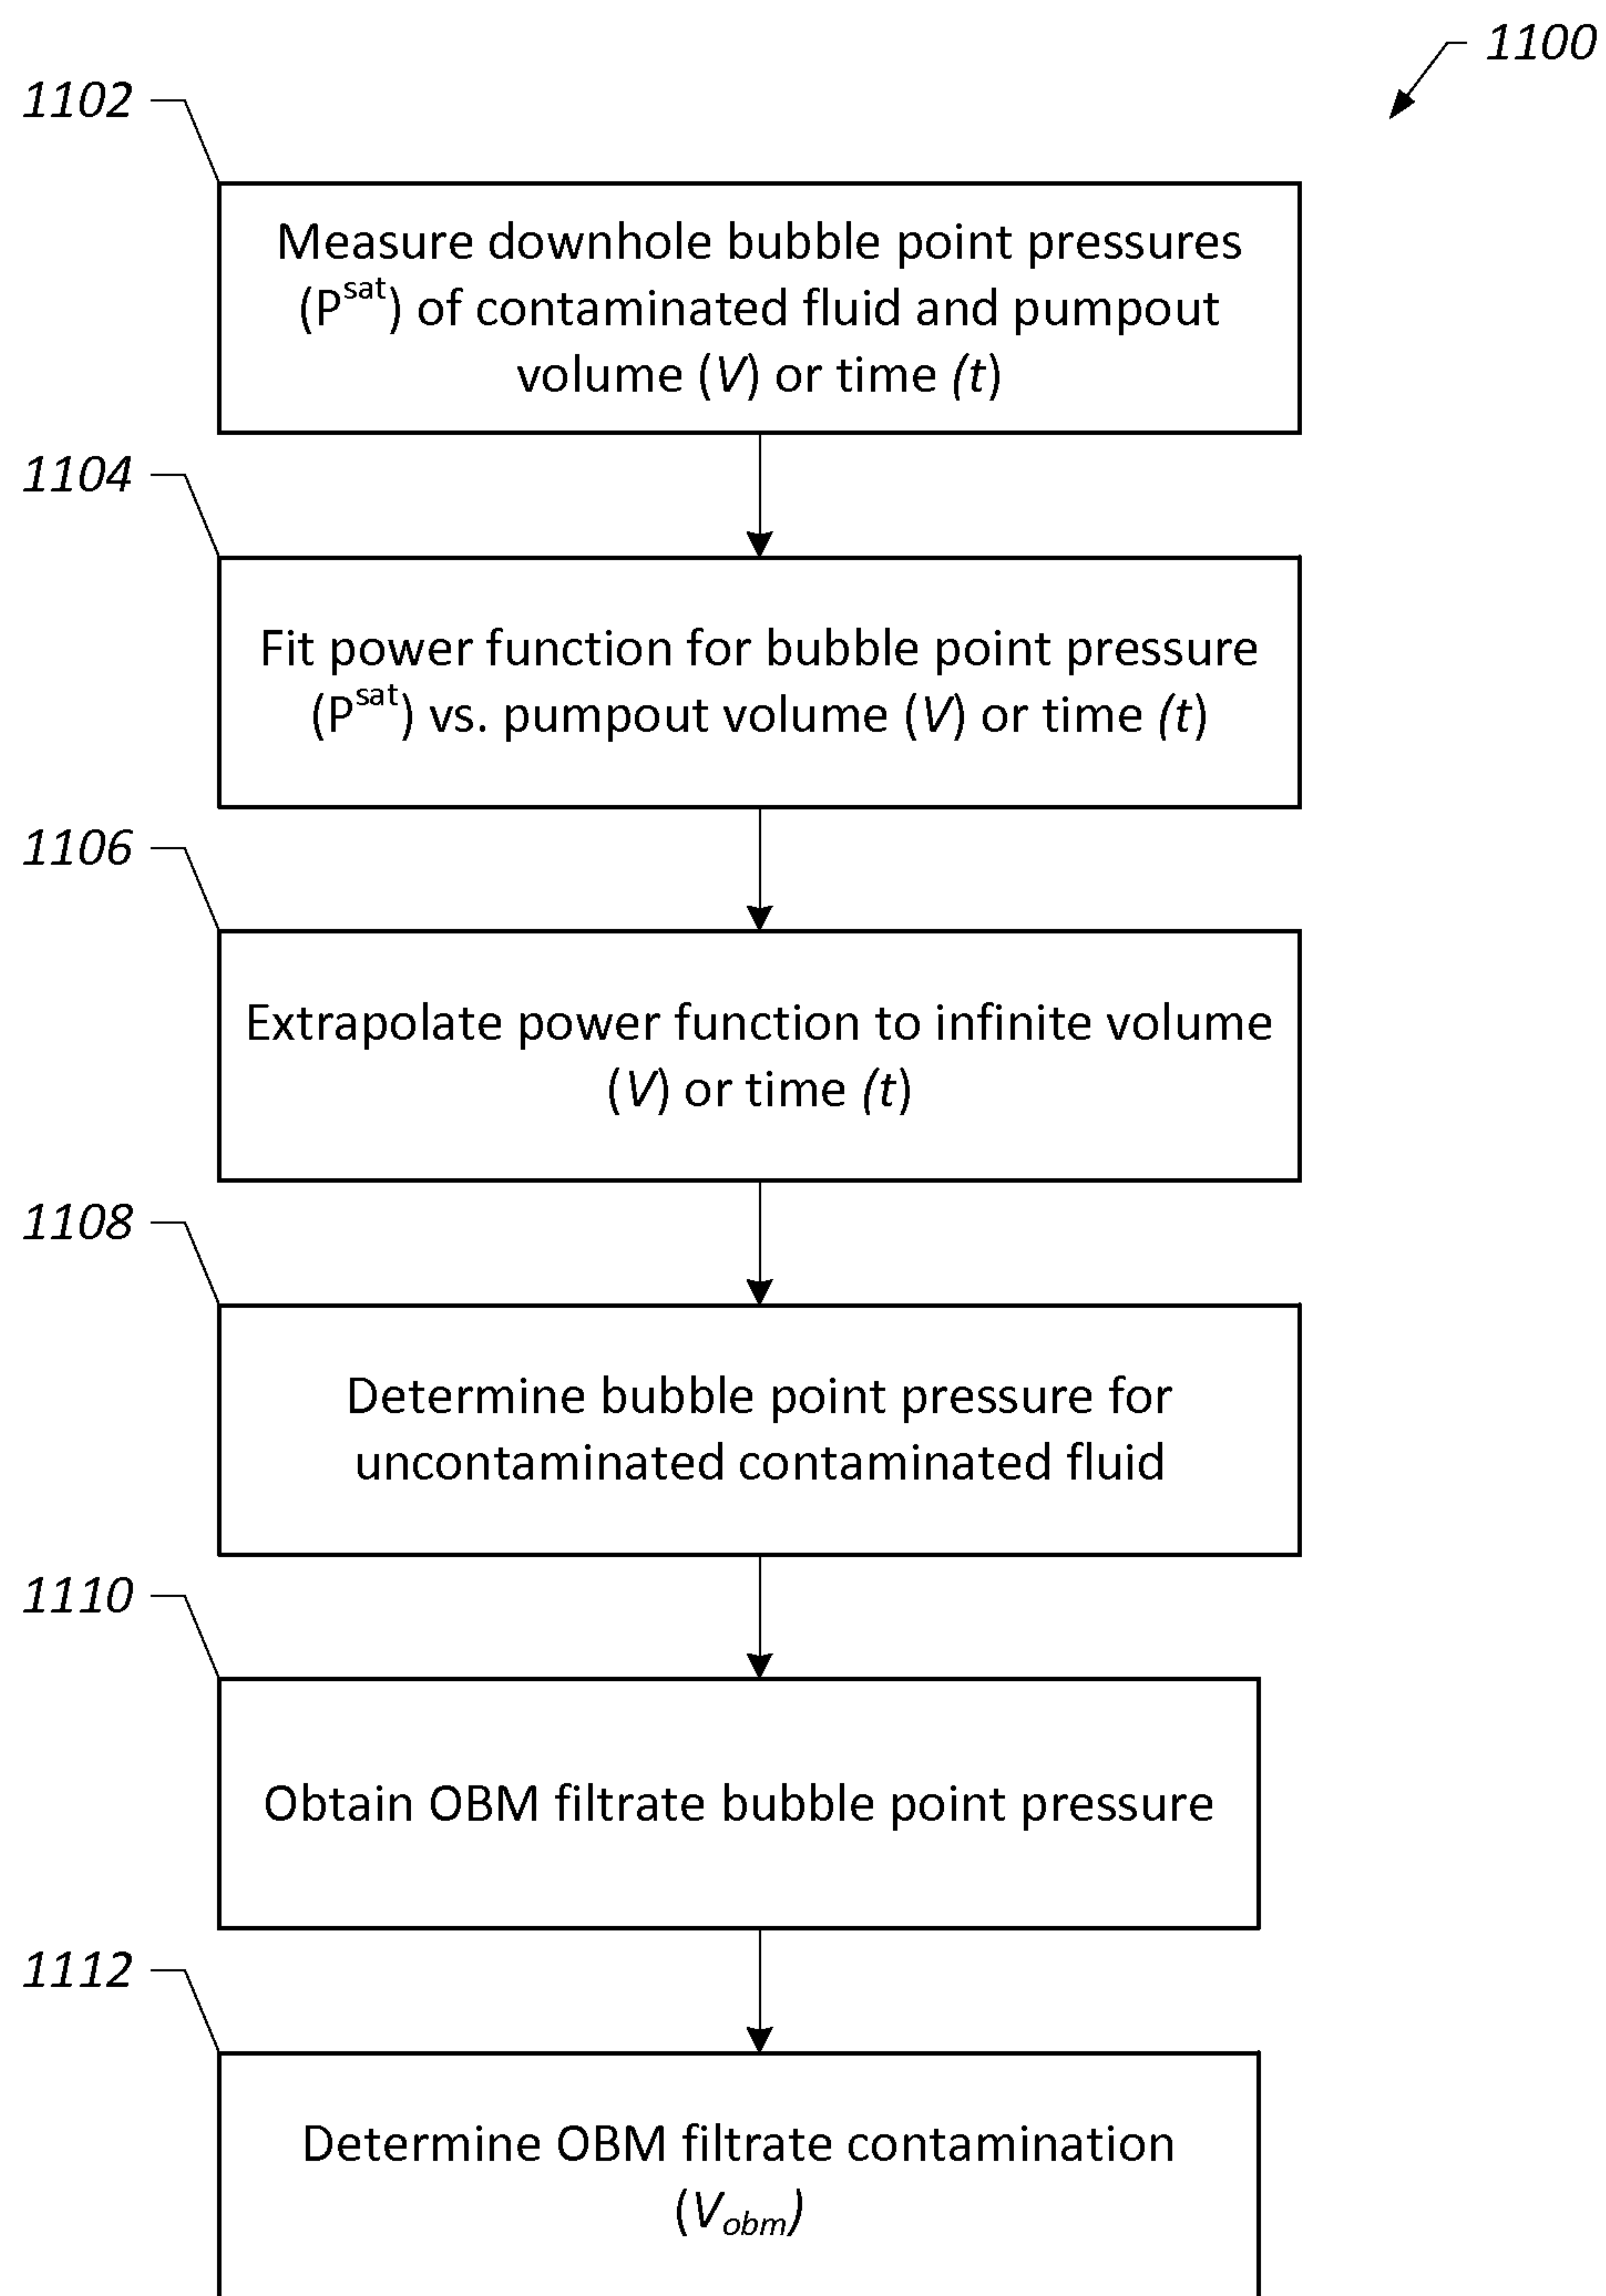 1100
1102
Measure downhole bubble point pressures
(P^sat) of contaminated fluid and pumpout
volume (V) or time (t)
1104
Fit power function for bubble point pressure
(P^sat) vs. pumpout volume (V) or time (t)
1106
Extrapolate power function to infinite volume
(V) or time (t)
1108
Determine bubble point pressure for
uncontaminated contaminated fluid
1110
Obtain OBM filtrate bubble point pressure
1112
Determine OBM filtrate contamination
(V_obm)